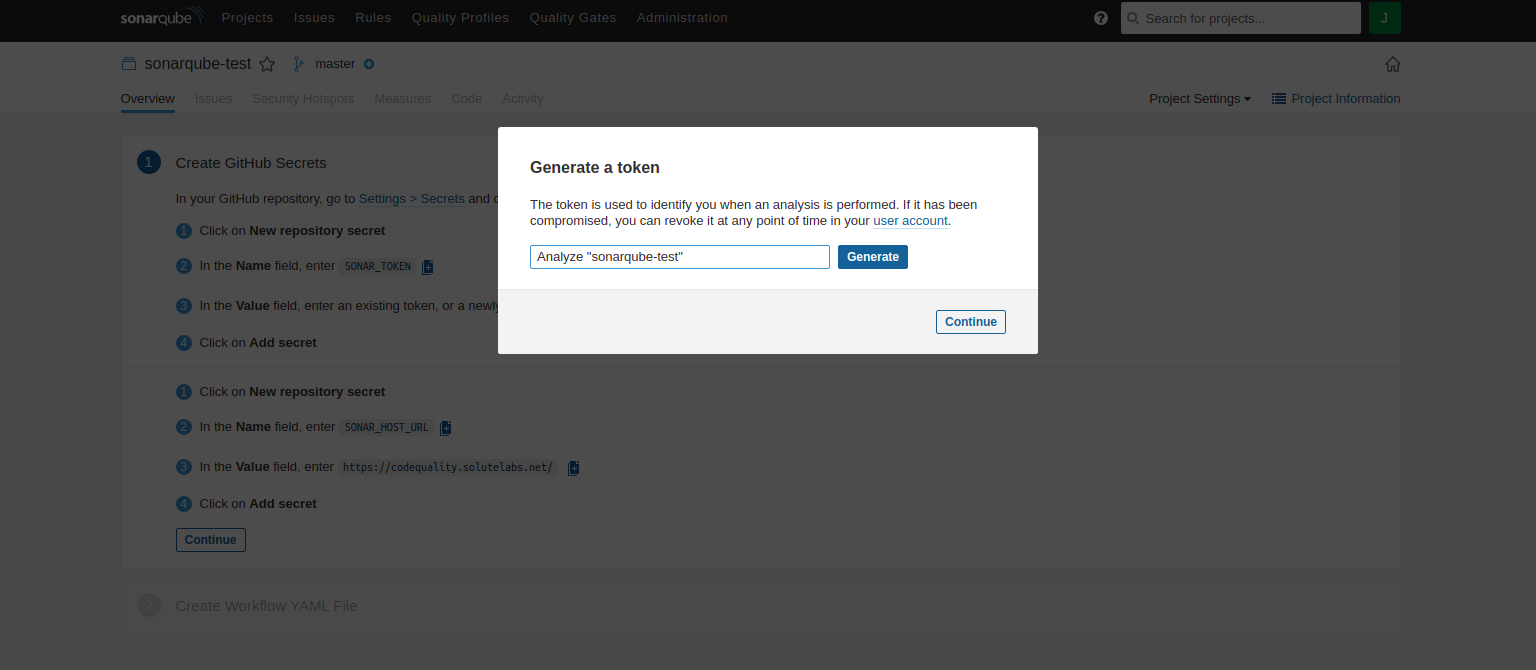 sonarqube Projects Issues Rules Quality Profiles Quality Gates Administration ? Search for projects... J
sonarqube-test master
Overview Issues Security Hotspots Measures Code Activity Project Settings Project Information
1 Create GitHub Secrets
In your GitHub repository, go to Settings > Secrets and
1 Click on New repository secret
2 In the Name field, enter SONAR_TOKEN
3 In the Value field, enter an existing token, or a newly
4 Click on Add secret
1 Click on New repository secret
2 In the Name field, enter SONAR_HOST_URL
3 In the Value field, enter https://codequality.solutelabs.net/
4 Click on Add secret
Continue
2 Create Workflow YAML File
Generate a token
The token is used to identify you when an analysis is performed. If it has been
compromised, you can revoke it at any point of time in your user account.
Analyze "sonarqube-test" Generate
Continue